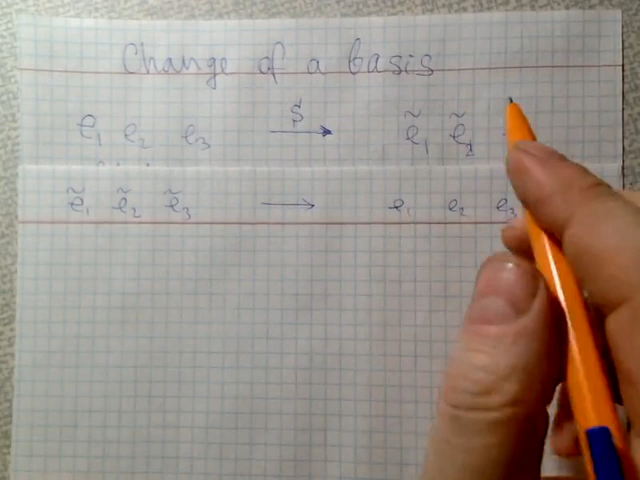 Change of a basis
e₁ e₂ e₃ S → ẽ₁ ẽ₂
ẽ₁ ẽ₂ ẽ₃ → e₁ e₂ e₃